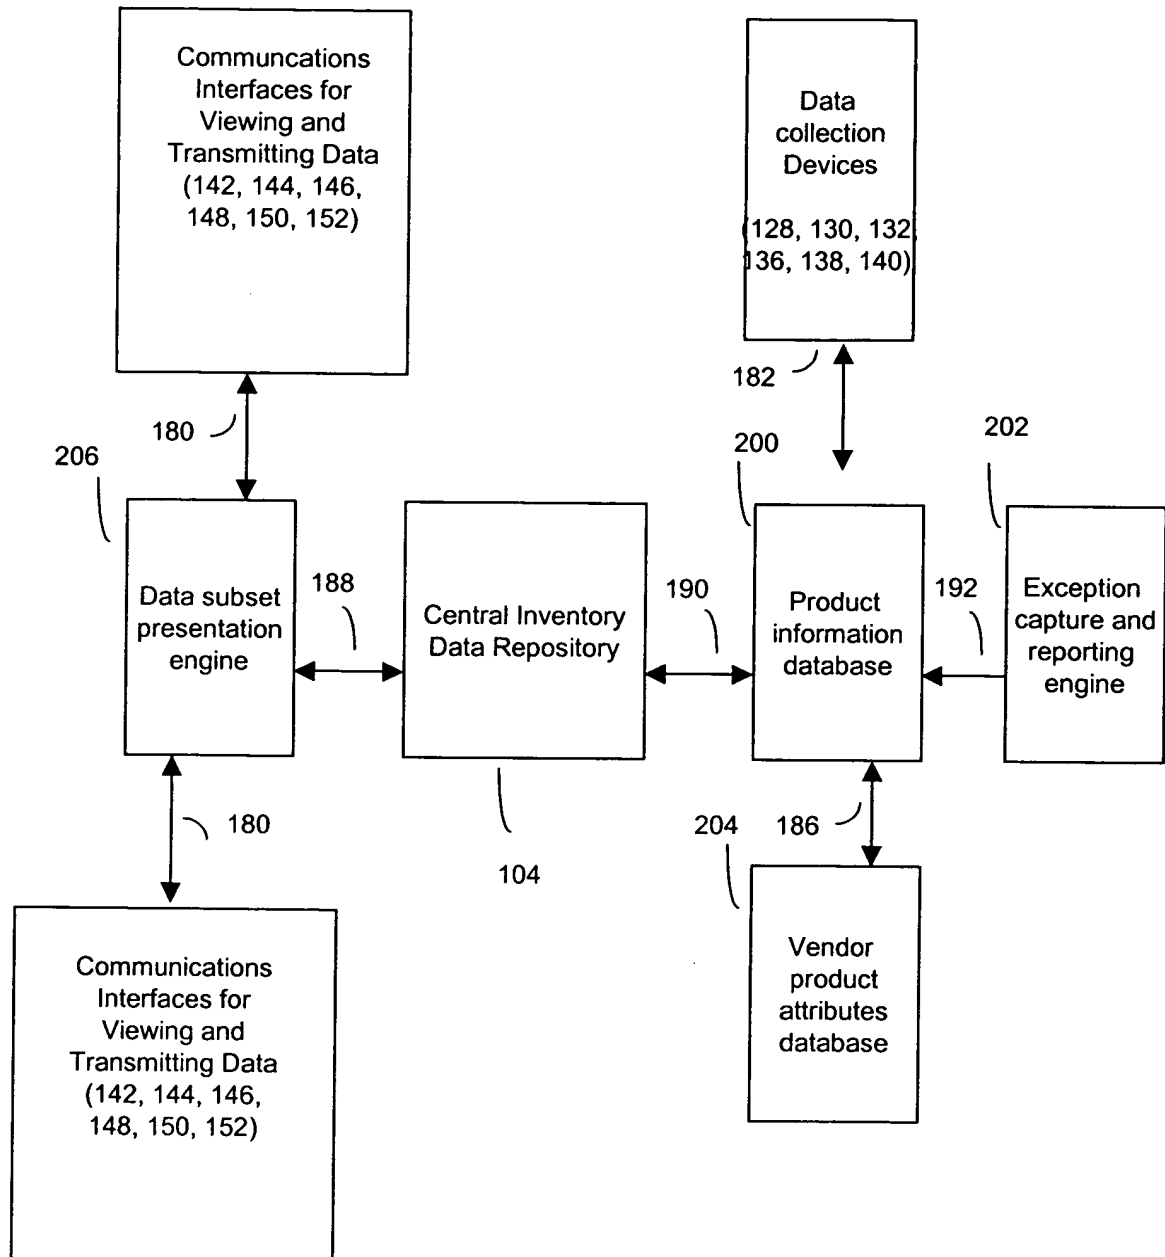 Communcations
Interfaces for
Viewing and
Transmitting Data
(142, 144, 146,
148, 150, 152)
Data
collection
Devices
(128, 130, 132,
136, 138, 140)
182
180
206
200
202
Data subset
presentation
engine
188
Central Inventory
Data Repository
190
Product
information
database
192
Exception
capture and
reporting
engine
180
104
186
204
Communications
Interfaces for
Viewing and
Transmitting Data
(142, 144, 146,
148, 150, 152)
Vendor
product
attributes
database